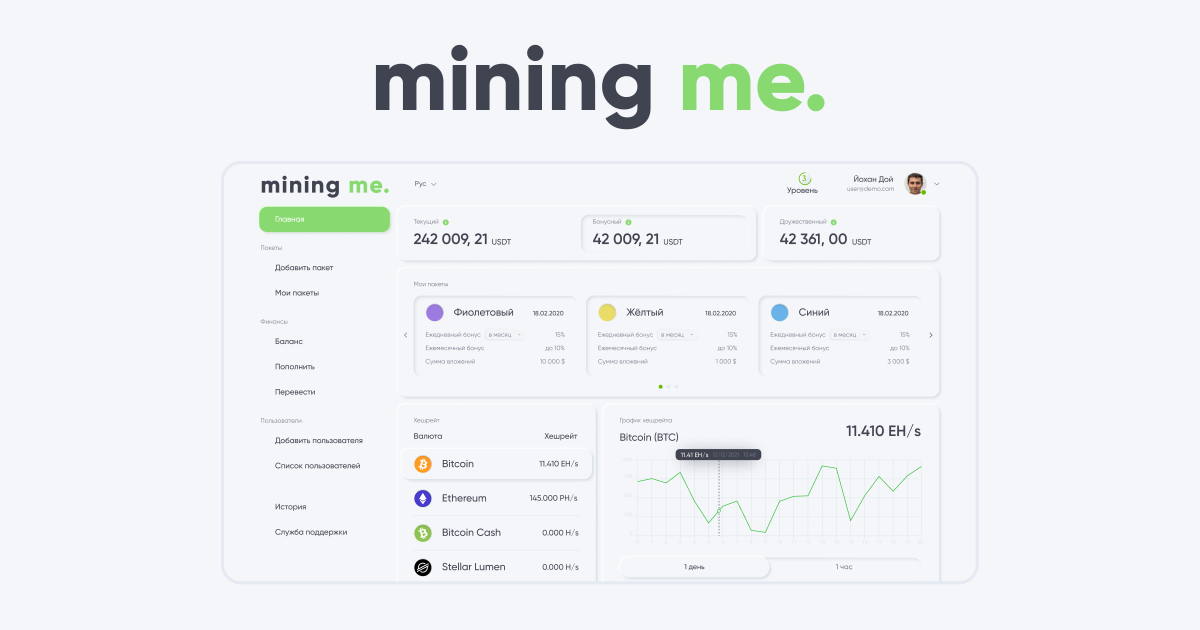 mining me.
mining me.
Рус
3
Уровень
Йохан Дой
user@demo.com
Главная
Пакеты
Добавить пакет
Мои пакеты
Финансы
Баланс
Пополнить
Перевести
Пользователи
Добавить пользователя
Список пользователей
История
Служба поддержки
Текущий
242 009, 21 USDT
Бонусный
42 009, 21 USDT
Дружественный
42 361, 00 USDT
Мои пакеты
Фиолетовый 18.02.2020
Ежедневный бонус в месяц 15%
Ежемесячный бонус до 10%
Сумма вложений 10 000 $
Жёлтый 18.02.2020
Ежедневный бонус в месяц 15%
Ежемесячный бонус до 10%
Сумма вложений 1 000 $
Синий 18.02.2020
Ежедневный бонус в месяц 15%
Ежемесячный бонус до 10%
Сумма вложений 3 000 $
Хешрейт
Валюта Хешрейт
Bitcoin 11.410 EH/s
Ethereum 145.000 PH/s
Bitcoin Cash 0.000 H/s
Stellar Lumen 0.000 H/s
График хешрейта
Bitcoin (BTC)
11.410 EH/s
11.41 EH/s
1 день
1 час